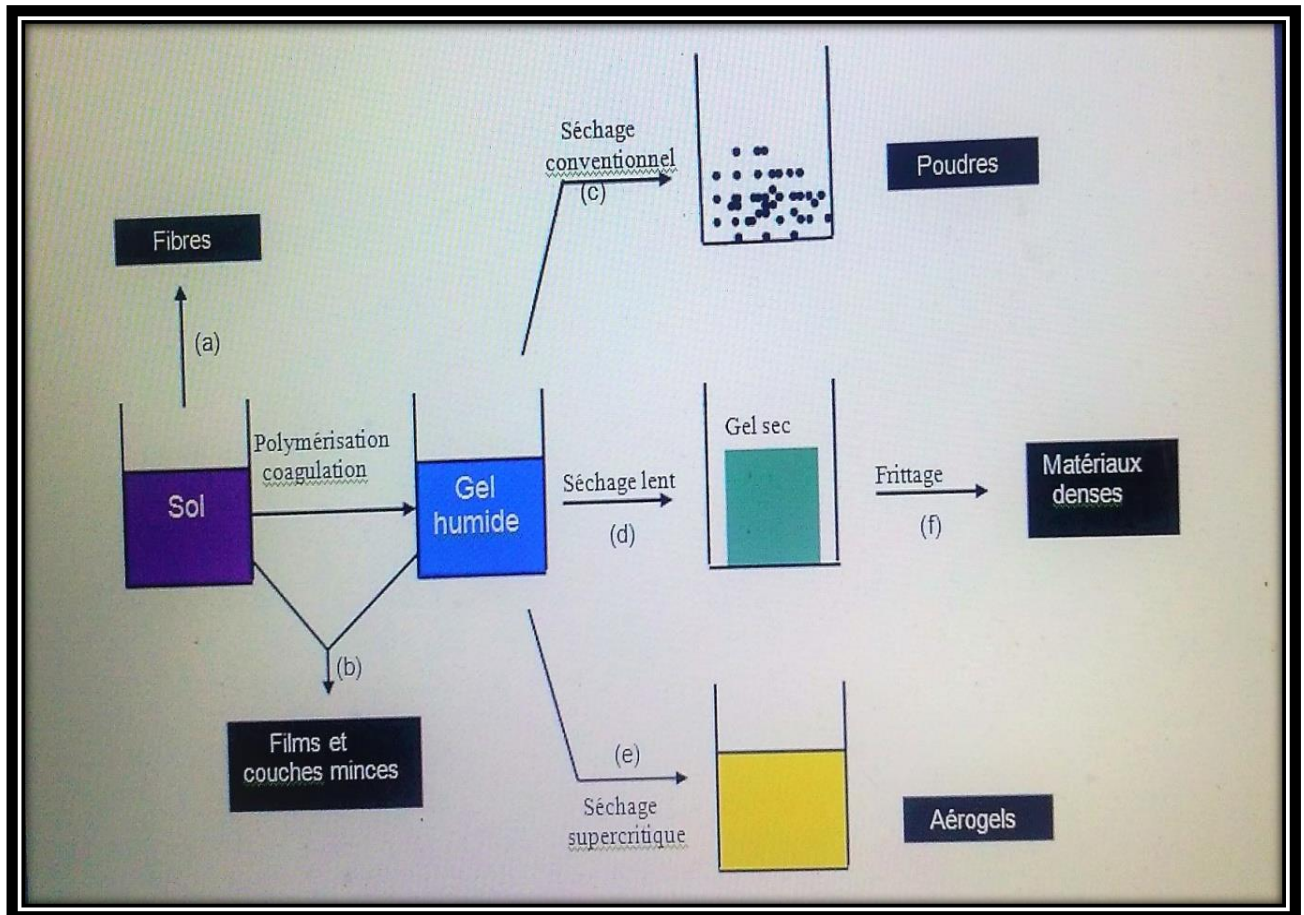 Séchage
conventionnel
(c)
Poudres
Fibres
(a)
Polymérisation
coagulation
Sol
Gel
humide
Séchage lent
(d)
Gel sec
Frittage
(f)
Matériaux
denses
(b)
Films et
couches minces
(e)
Séchage
supercritique
Aérogels